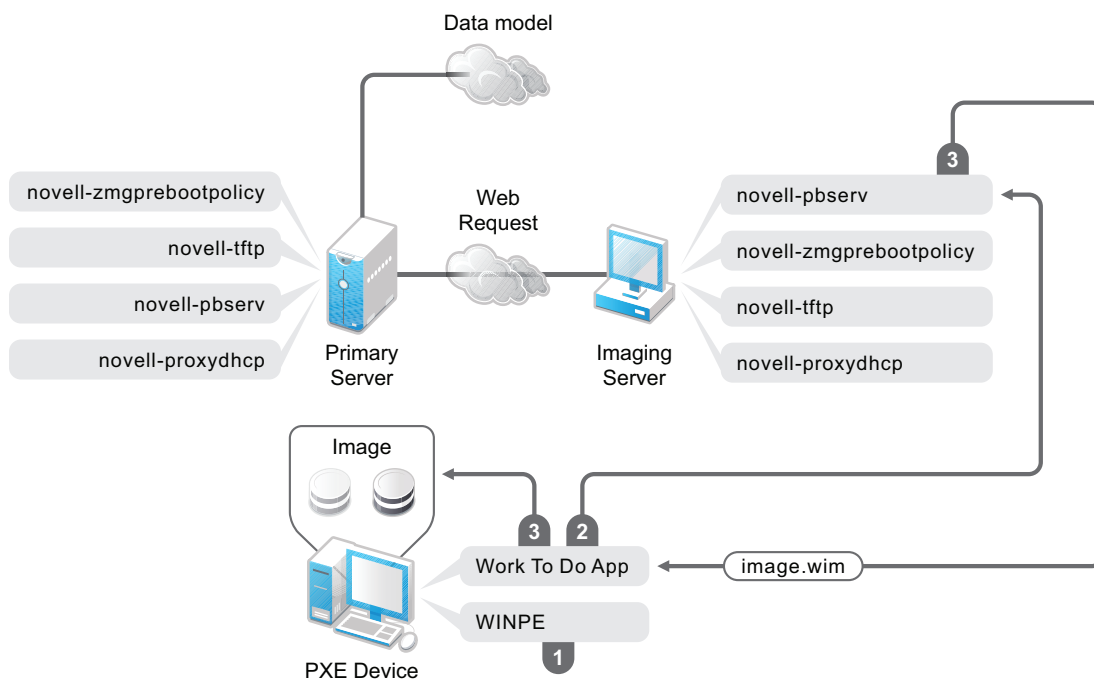 Data model
3
novell-zmgprebootpolicy
novell-tftp
novell-pbserv
novell-proxydhcp
Primary
Server
Web
Request
Imaging
Server
novell-pbserv
novell-zmgprebootpolicy
novell-tftp
novell-proxydhcp
Image
3
2
Work To Do App
image.wim
WINPE
1
PXE Device